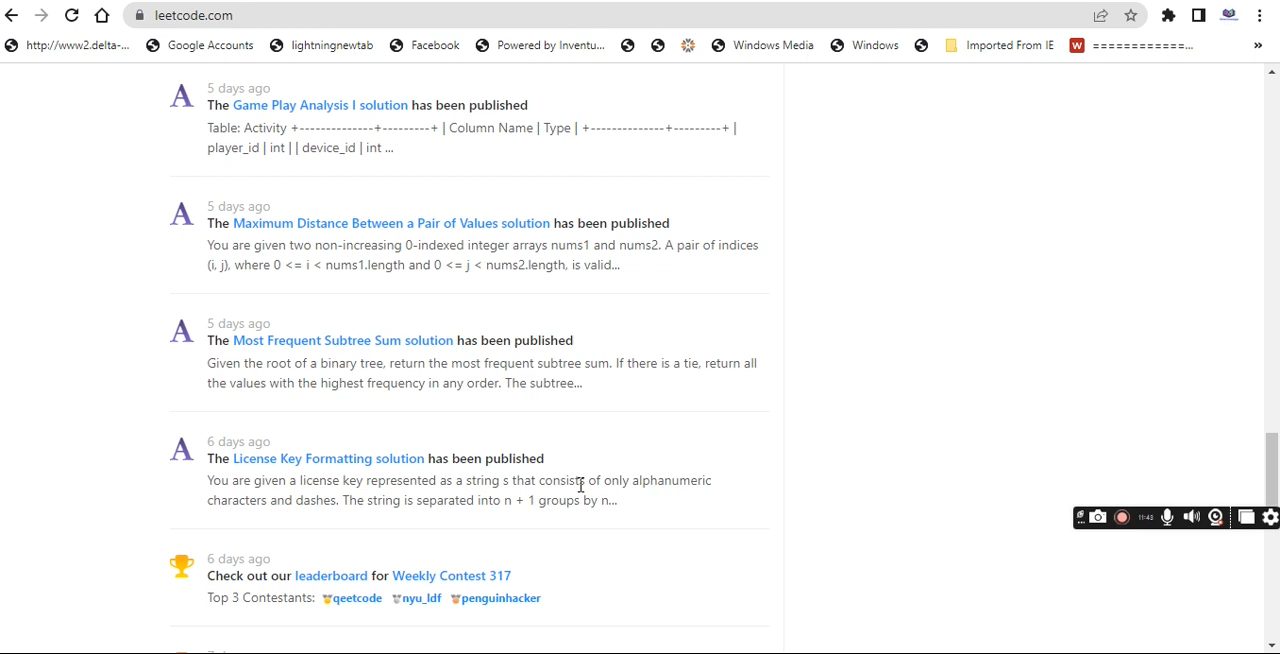 leetcode.com
http://www2.delta-... Google Accounts lightningnewtab Facebook Powered by Inventu... Windows Media Windows Imported From IE W ============... »
5 days ago
The Game Play Analysis I solution has been published
Table: Activity +--------------+---------+ | Column Name | Type | +--------------+---------+ |
player_id | int | | device_id | int ...
5 days ago
The Maximum Distance Between a Pair of Values solution has been published
You are given two non-increasing 0-indexed integer arrays nums1 and nums2. A pair of indices
(i, j), where 0 <= i < nums1.length and 0 <= j < nums2.length, is valid...
5 days ago
The Most Frequent Subtree Sum solution has been published
Given the root of a binary tree, return the most frequent subtree sum. If there is a tie, return all
the values with the highest frequency in any order. The subtree...
6 days ago
The License Key Formatting solution has been published
You are given a license key represented as a string s that consists of only alphanumeric
characters and dashes. The string is separated into n + 1 groups by n...
11:43
6 days ago
Check out our leaderboard for Weekly Contest 317
Top 3 Contestants: qeetcode nyu_ldf penguinhacker